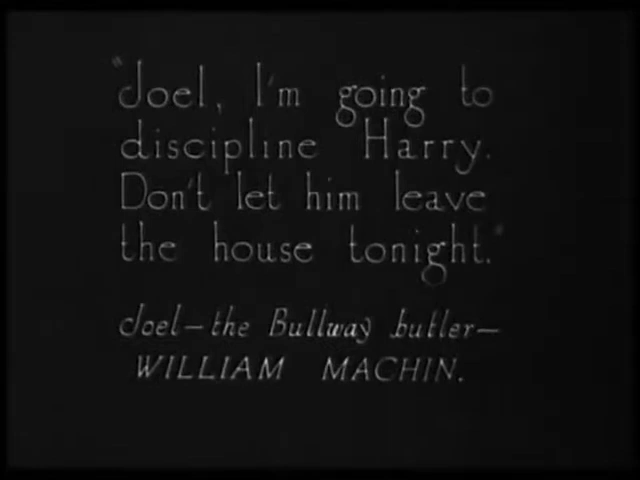 "Joel, I'm going to
discipline Harry.
Don't let him leave
the house tonight."
Joel—the Bullway butler—
WILLIAM MACHIN.